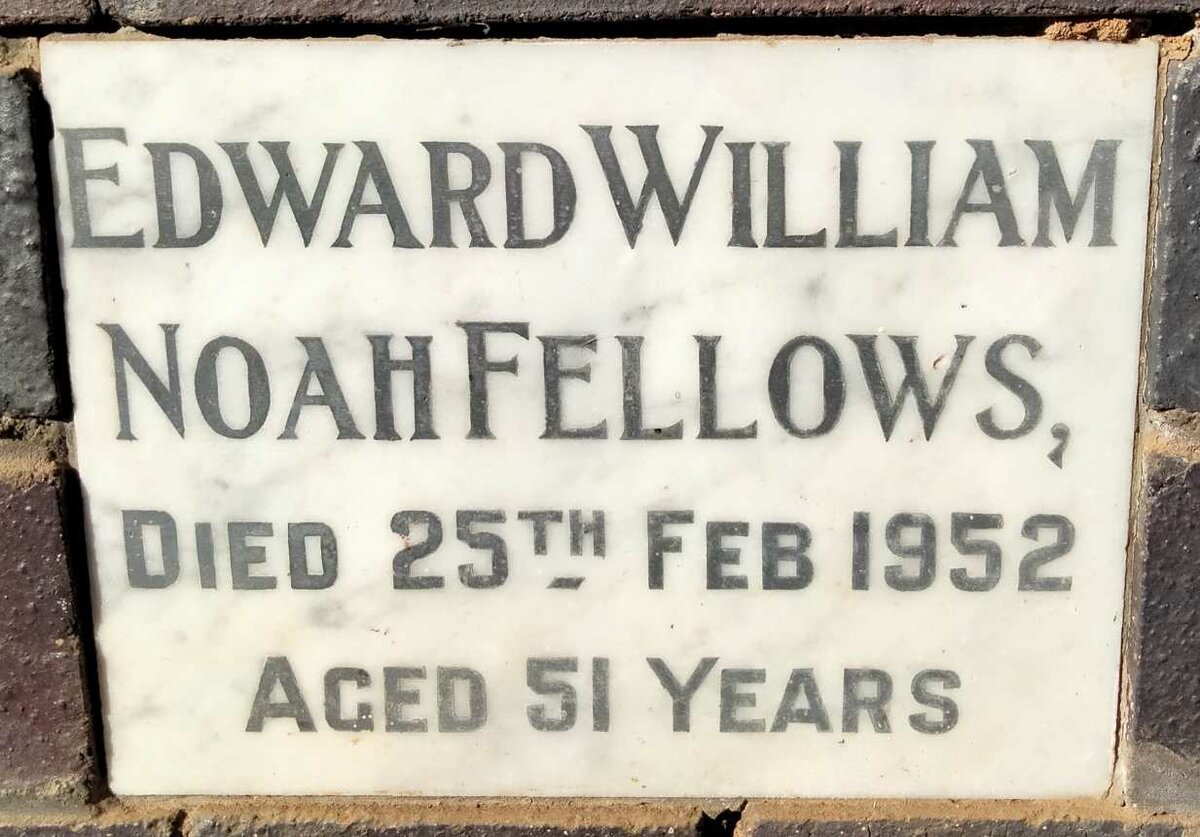 EDWARD WILLIAM
NOAH FELLOWS,
DIED 25TH FEB 1952
AGED 51 YEARS